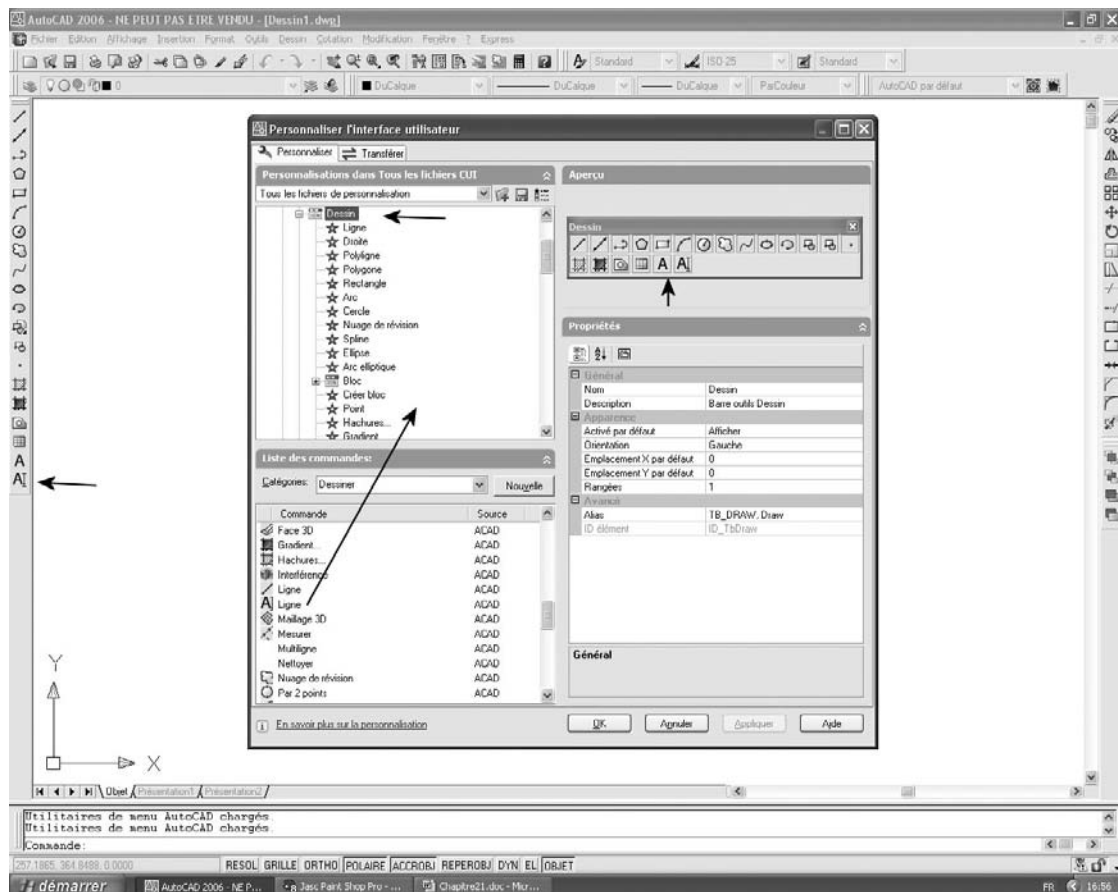 AutoCAD 2006 - NE PEUT PAS ETRE VENDU - [Dessin1.dwg]
Fichier Edition Affichage Insertion Format Outils Dessin Cotation Modification Fenêtre ? Express
Standard ISO-25 Standard
0 DuCalque DuCalque DuCalque ParCouleur AutoCAD par défaut
Personnaliser l'interface utilisateur
Personnaliser Transférer
Personnalisations dans Tous les fichiers CUI
Tous les fichiers de personnalisation
Dessin
Ligne
Droite
Polyligne
Polygone
Rectangle
Arc
Cercle
Nuage de révision
Spline
Ellipse
Arc elliptique
Bloc
Créer bloc
Point
Hachures...
Gradient
Liste des commandes:
Catégories: Dessiner Nouvelle
Commande Source
Face 3D ACAD
Gradient... ACAD
Hachures... ACAD
Interférence ACAD
Ligne ACAD
Ligne ACAD
Maillage 3D ACAD
Mesurer ACAD
Multiligne ACAD
Nettoyer ACAD
Nuage de révision ACAD
Par 2 points ACAD
En savoir plus sur la personnalisation
Aperçu
Dessin
A A
Propriétés
Général
Nom Dessin
Description Barre outils Dessin
Apparence
Activé par défaut Afficher
Orientation Gauche
Emplacement X par défaut 0
Emplacement Y par défaut 0
Rangées 1
Avancé
Alias TB_DRAW, Draw
ID élément ID_TbDraw
Général
OK Annuler Appliquer Aide
A
A
Y
X
Objet Présentation1 Présentation2
Utilitaires de menu AutoCAD chargés.
Utilitaires de menu AutoCAD chargés.
Commande:
257.1865, 364.8488, 0.0000 RESOL GRILLE ORTHO POLAIRE ACCROBJ REPEROBJ DYN EL OBJET
démarrer AutoCAD 2006 - NE P... Jasc Paint Shop Pro - ... Chapitre21.doc - Micr... FR 16:56